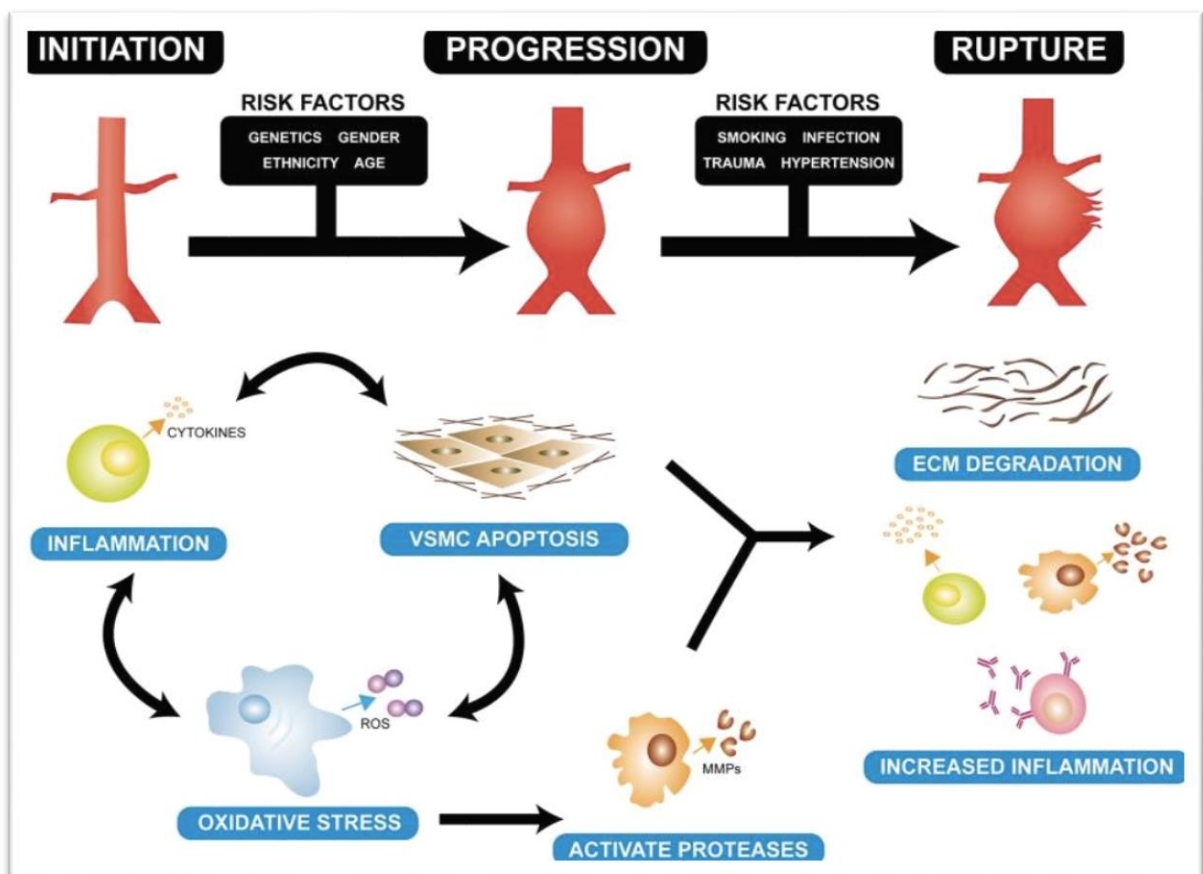 INITIATION
PROGRESSION
RUPTURE
RISK FACTORS
GENETICS GENDER
ETHNICITY AGE
RISK FACTORS
SMOKING INFECTION
TRAUMA HYPERTENSION
CYTOKINES
INFLAMMATION
VSMC APOPTOSIS
ECM DEGRADATION
ROS
OXIDATIVE STRESS
MMPs
ACTIVATE PROTEASES
INCREASED INFLAMMATION